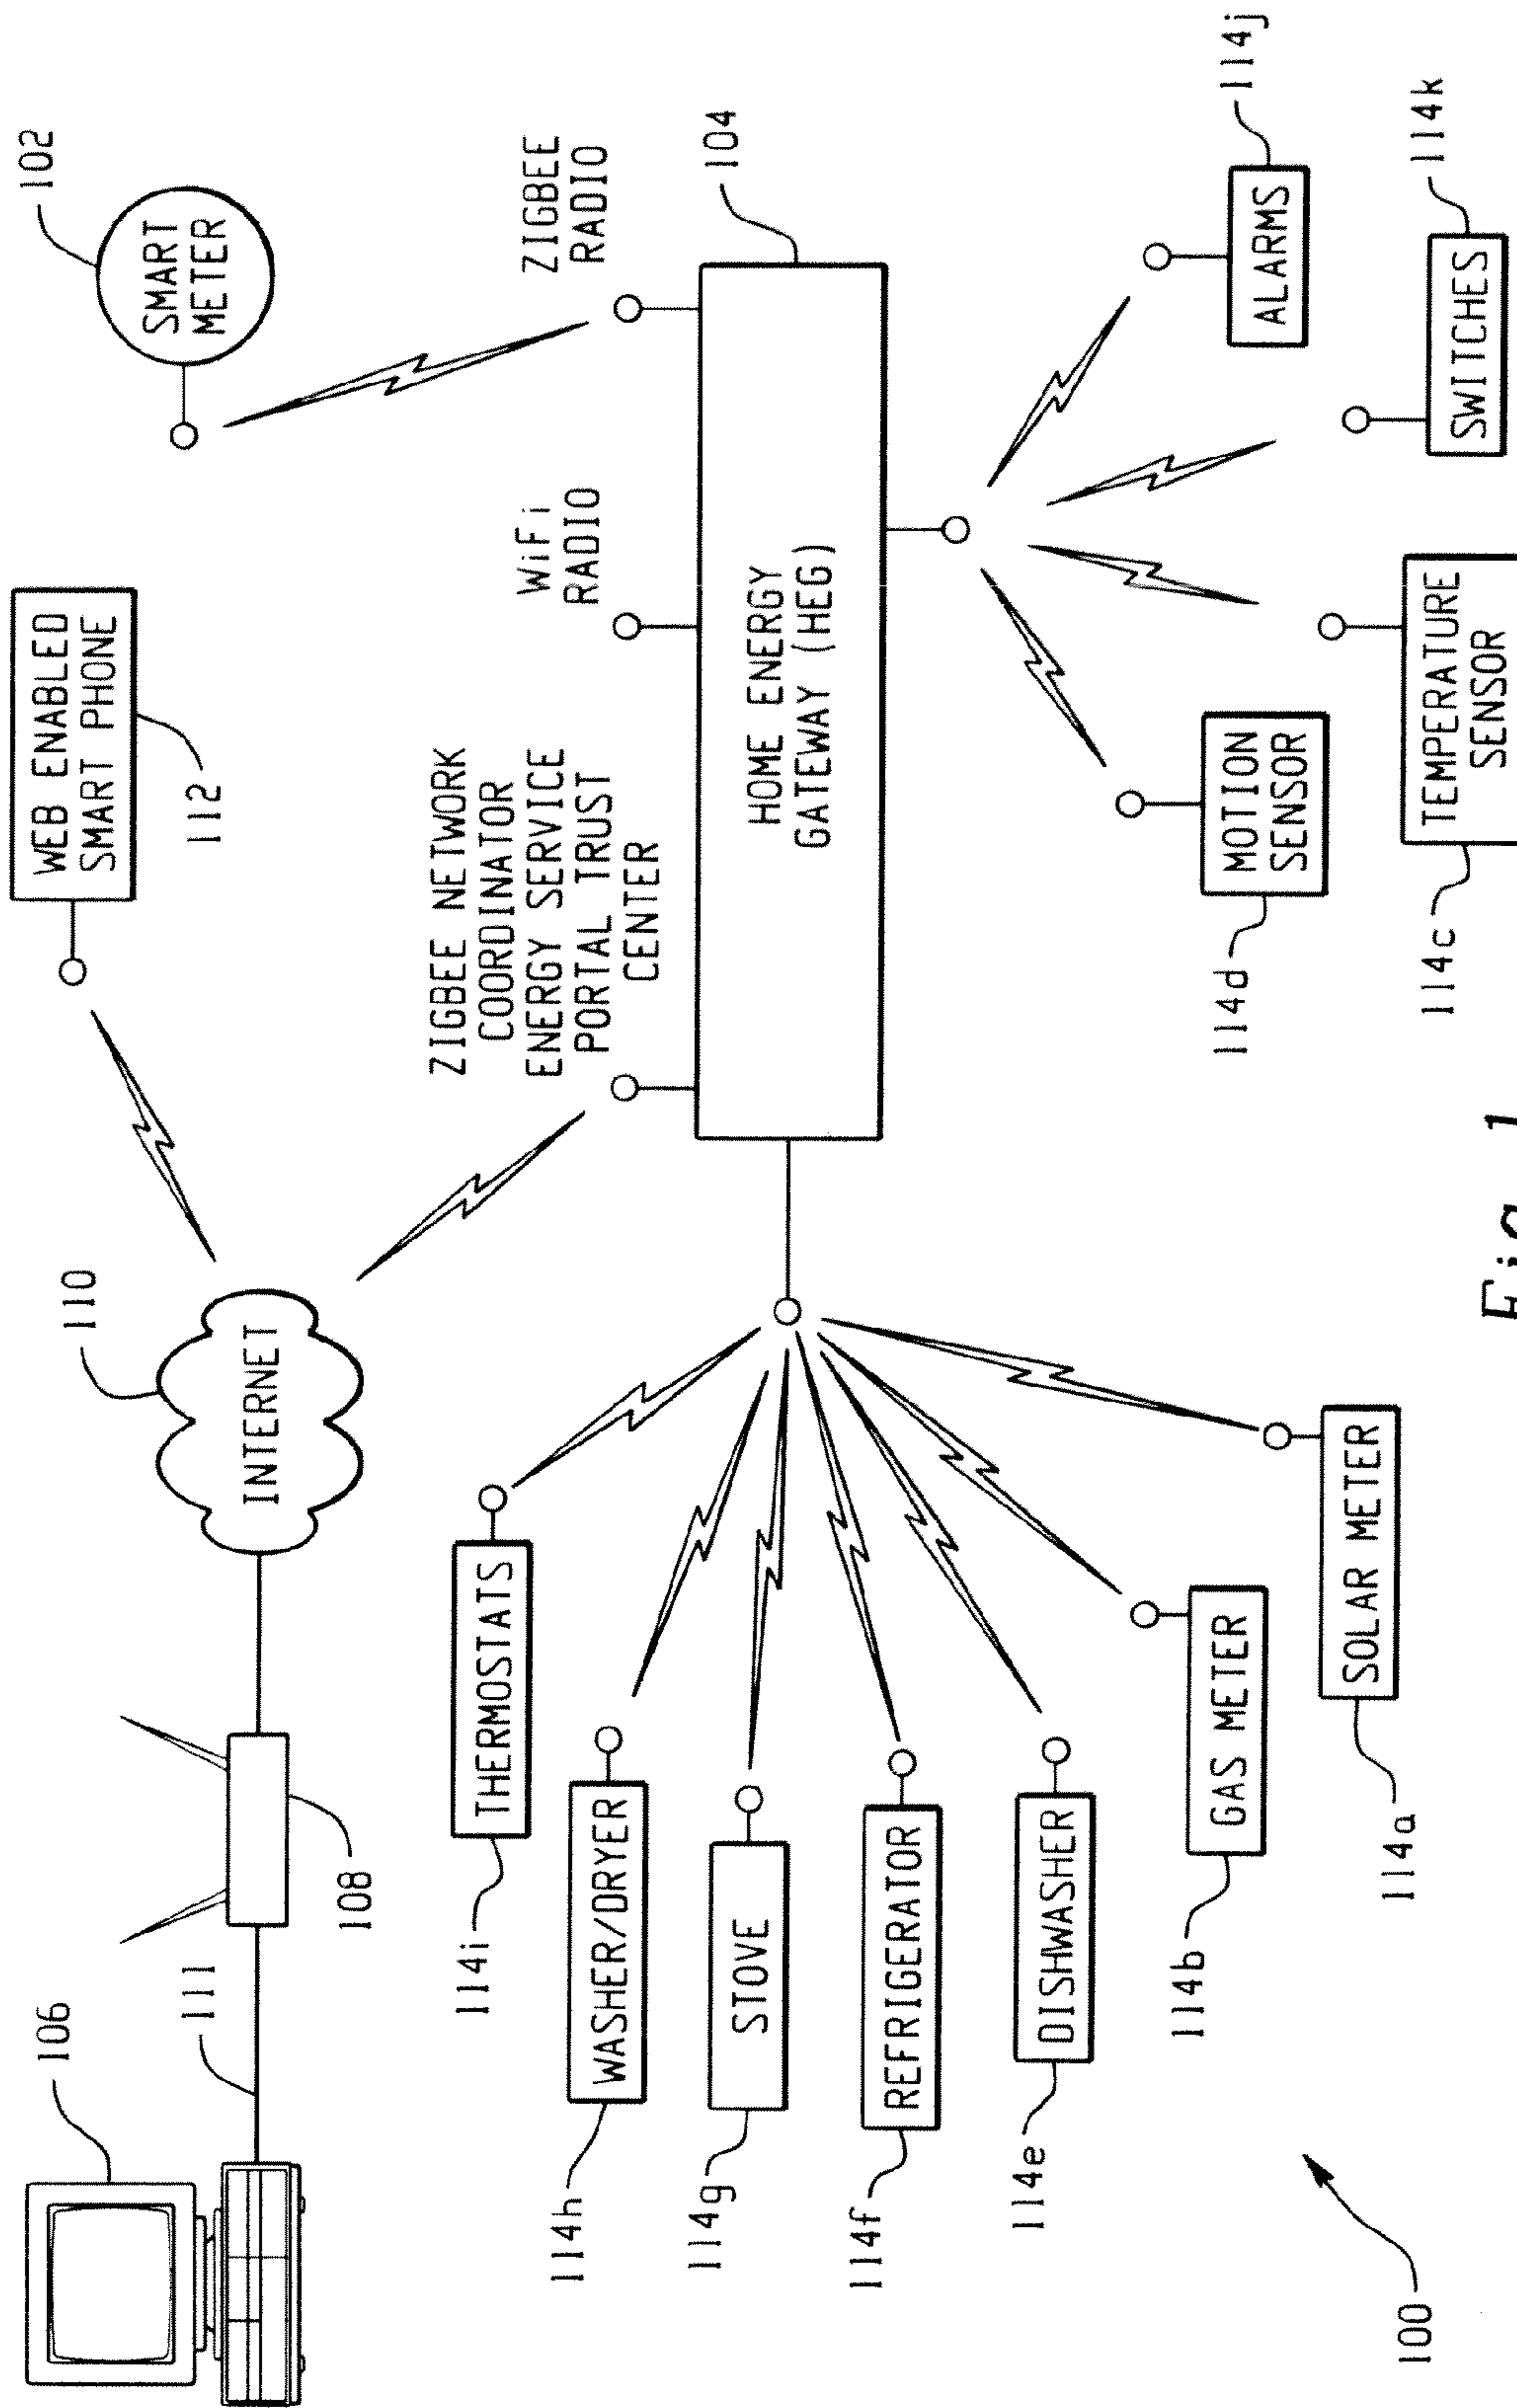 106
111
108
110
INTERNET
WEB ENABLED
SMART PHONE
112
102
SMART
METER
ZIGBEE NETWORK
COORDINATOR
ENERGY SERVICE
PORTAL TRUST
CENTER
WiFi
RADIO
ZIGBEE
RADIO
104
HOME ENERGY
GATEWAY (HEG)
114i
THERMOSTATS
114h
WASHER/DRYER
114g
STOVE
114f
REFRIGERATOR
114e
DISHWASHER
114b
GAS METER
114a
SOLAR METER
114d
MOTION
SENSOR
114c
TEMPERATURE
SENSOR
ALARMS
114j
SWITCHES
114k
100
Fig. 1